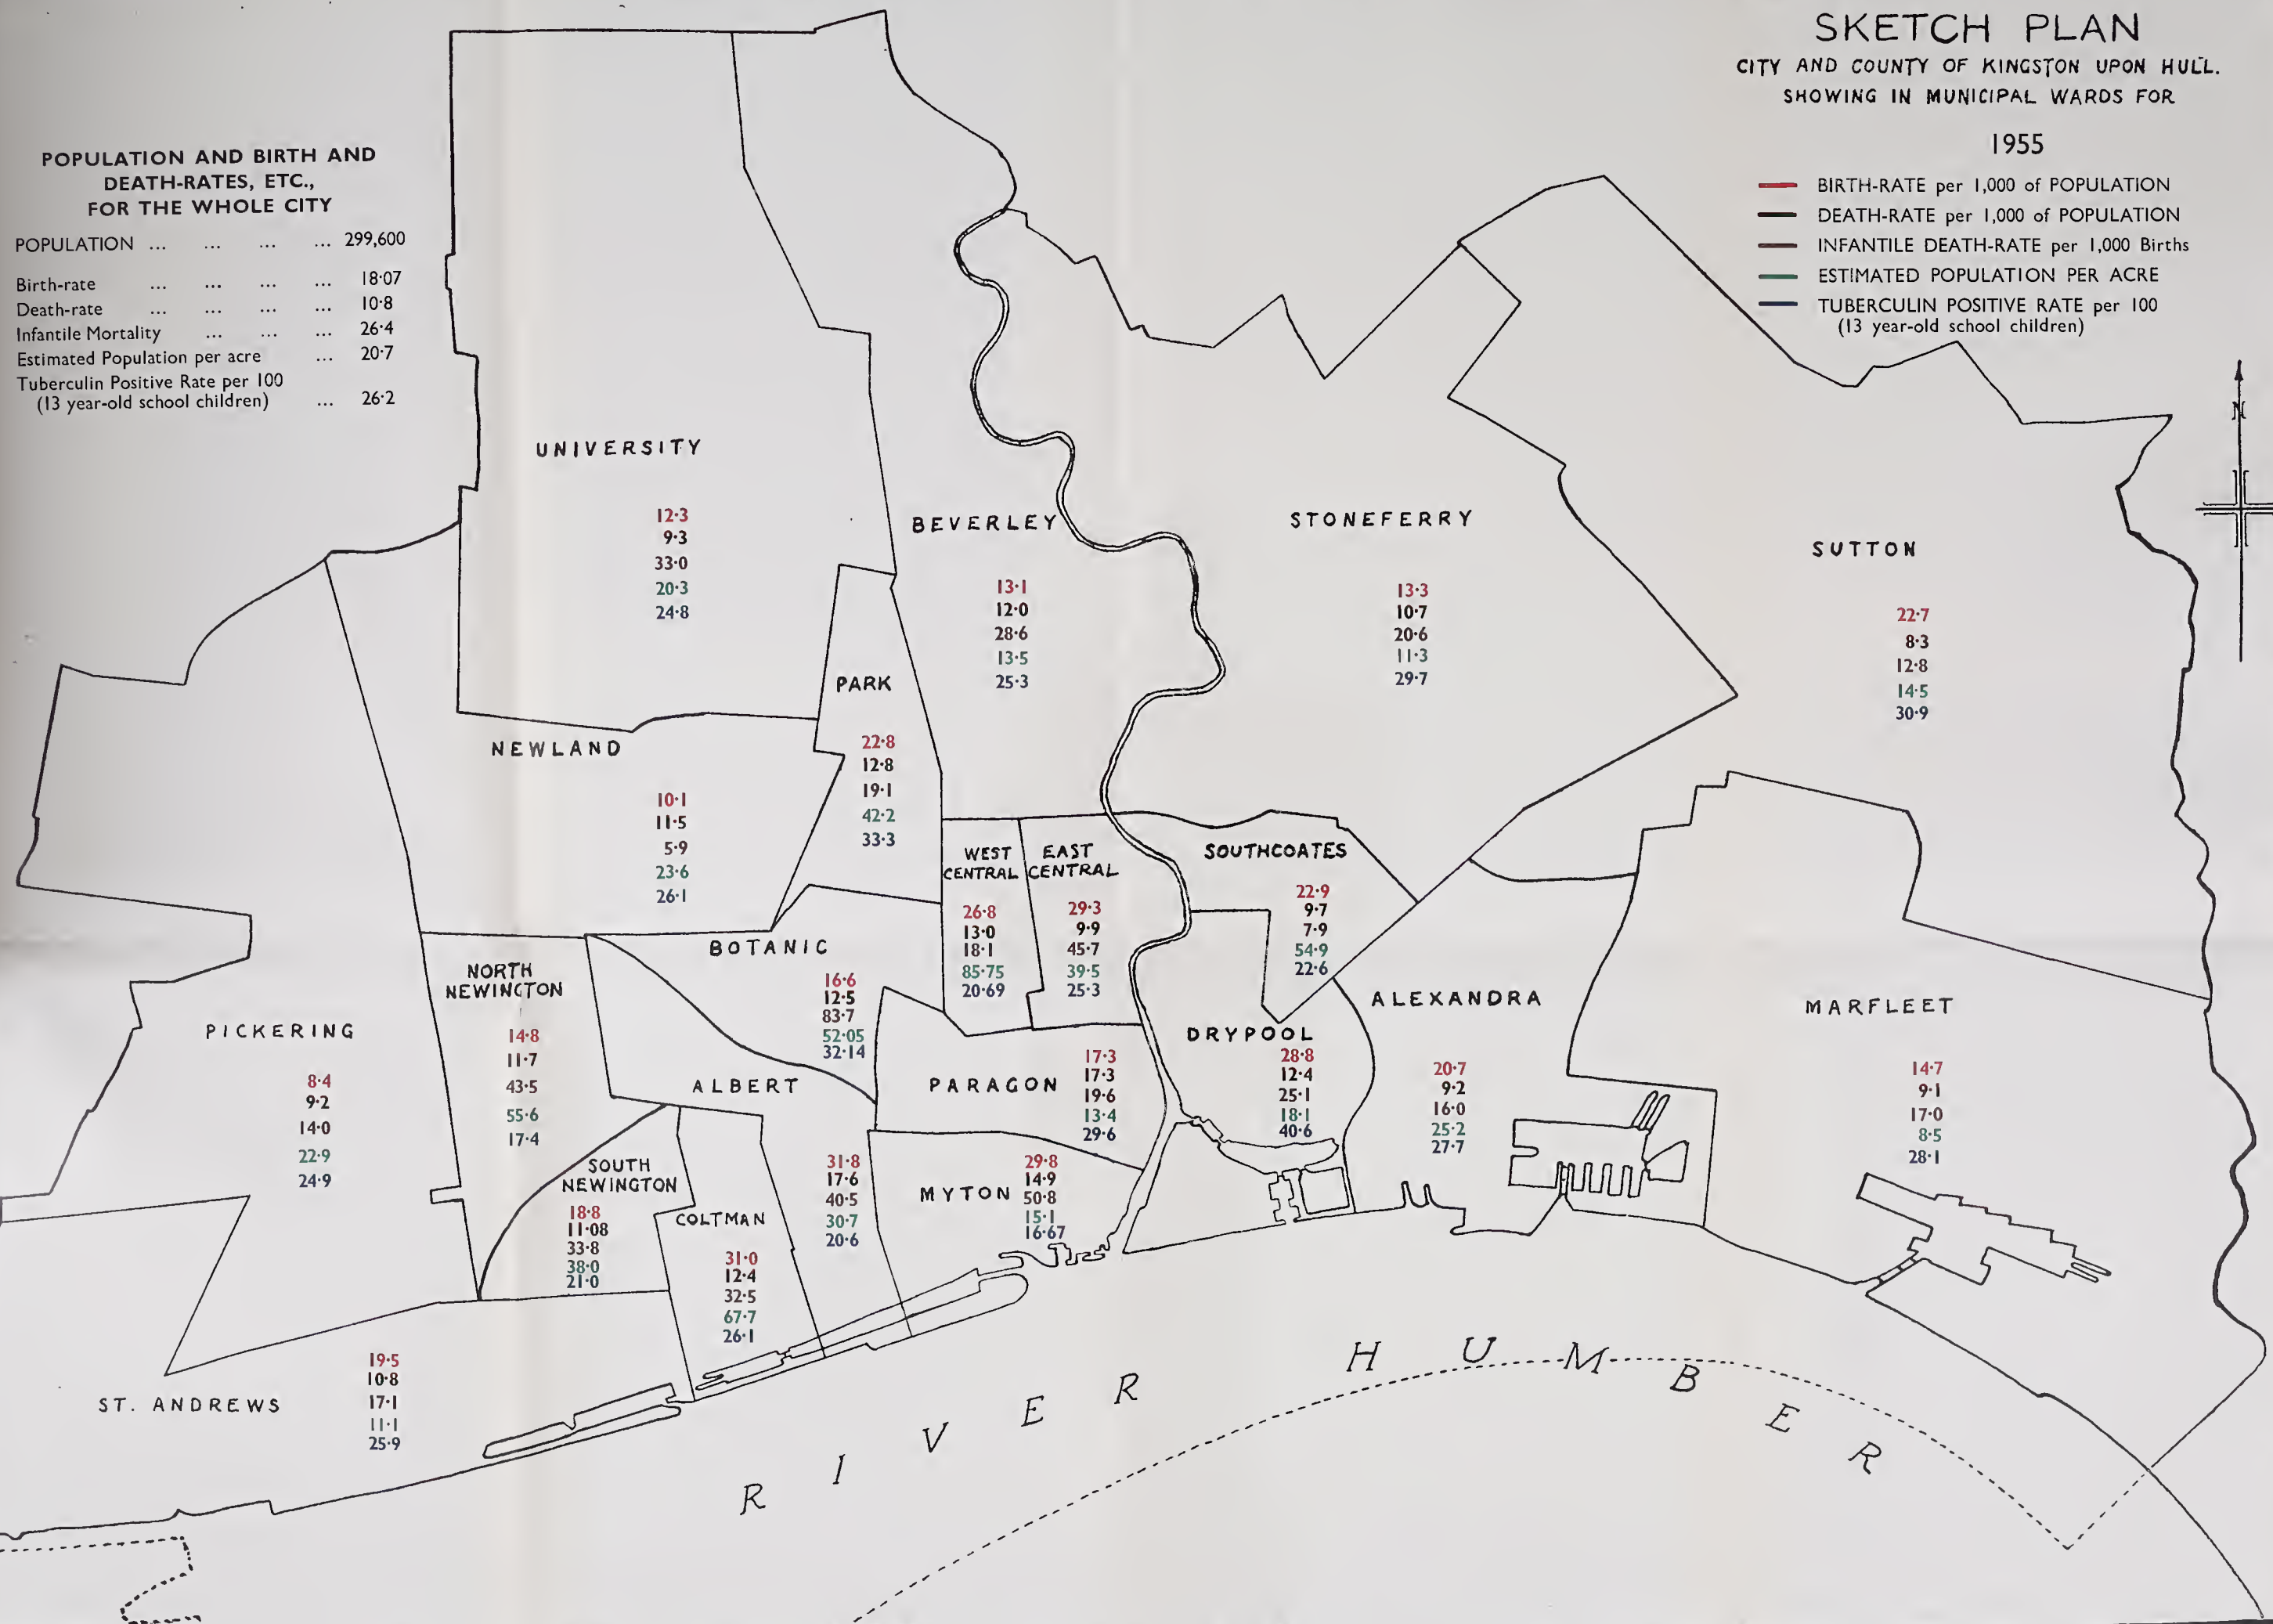 SKETCH PLAN
CITY AND COUNTY OF KINGSTON UPON HULL.
SHOWING IN MUNICIPAL WARDS FOR
1955
BIRTH-RATE per 1,000 of POPULATION
DEATH-RATE per 1,000 of POPULATION
INFANTILE DEATH-RATE per 1,000 Births
ESTIMATED POPULATION PER ACRE
TUBERCULIN POSITIVE RATE per 100
(13 year-old school children)
N
POPULATION AND BIRTH AND
DEATH-RATES, ETC.,
FOR THE WHOLE CITY
POPULATION ... ... ... ... 299,600
Birth-rate ... ... ... ... 18·07
Death-rate ... ... ... ... 10·8
Infantile Mortality ... ... ... 26·4
Estimated Population per acre ... 20·7
Tuberculin Positive Rate per 100
(13 year-old school children) ... 26·2
UNIVERSITY
12·3
9·3
33·0
20·3
24·8
BEVERLEY
13·1
12·0
28·6
13·5
25·3
STONEFERRY
13·3
10·7
20·6
11·3
29·7
SUTTON
22·7
8·3
12·8
14·5
30·9
PARK
22·8
12·8
19·1
42·2
33·3
NEWLAND
10·1
11·5
5·9
23·6
26·1
WEST
CENTRAL
26·8
13·0
18·1
85·75
20·69
EAST
CENTRAL
29·3
9·9
45·7
39·5
25·3
SOUTHCOATES
22·9
9·7
7·9
54·9
22·6
BOTANIC
16·6
12·5
83·7
52·05
32·14
NORTH
NEWINGTON
14·8
11·7
43·5
55·6
17·4
PICKERING
8·4
9·2
14·0
22·9
24·9
ALBERT
31·8
17·6
40·5
30·7
20·6
PARAGON
17·3
17·3
19·6
13·4
29·6
DRYPOOL
28·8
12·4
25·1
18·1
40·6
ALEXANDRA
20·7
9·2
16·0
25·2
27·7
MARFLEET
14·7
9·1
17·0
8·5
28·1
SOUTH
NEWINGTON
18·8
11·08
33·8
38·0
21·0
COLTMAN
31·0
12·4
32·5
67·7
26·1
MYTON
29·8
14·9
50·8
15·1
16·67
ST. ANDREWS
19·5
10·8
17·1
11·1
25·9
RIVER HUMBER